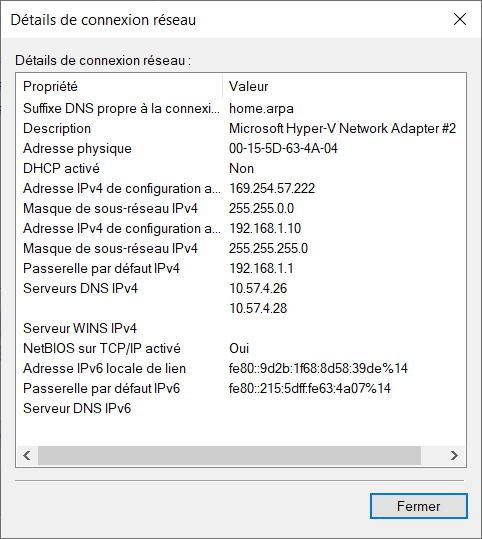 Détails de connexion réseau
Détails de connexion réseau :
Propriété Valeur
Suffixe DNS propre à la connexi... home.arpa
Description Microsoft Hyper-V Network Adapter #2
Adresse physique 00-15-5D-63-4A-04
DHCP activé Non
Adresse IPv4 de configuration a... 169.254.57.222
Masque de sous-réseau IPv4 255.255.0.0
Adresse IPv4 de configuration a... 192.168.1.10
Masque de sous-réseau IPv4 255.255.255.0
Passerelle par défaut IPv4 192.168.1.1
Serveurs DNS IPv4 10.57.4.26
10.57.4.28
Serveur WINS IPv4
NetBIOS sur TCP/IP activé Oui
Adresse IPv6 locale de lien fe80::9d2b:1f68:8d58:39de%14
Passerelle par défaut IPv6 fe80::215:5dff:fe63:4a07%14
Serveur DNS IPv6
Fermer